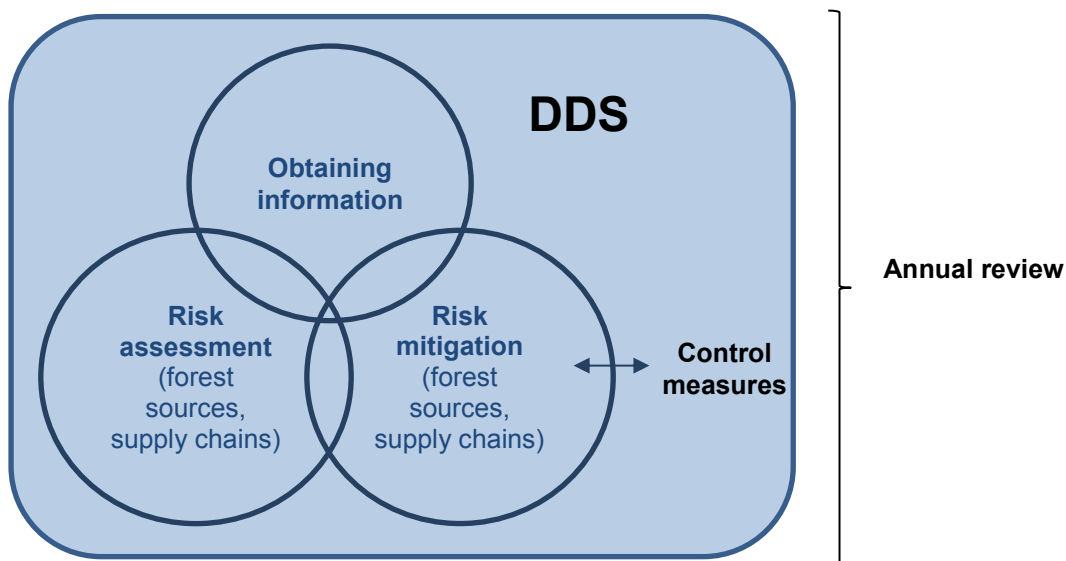 DDS
Obtaining
information
Risk
assessment
(forest
sources,
supply chains)
Risk
mitigation
(forest
sources,
supply chains)
Control
measures
Annual review